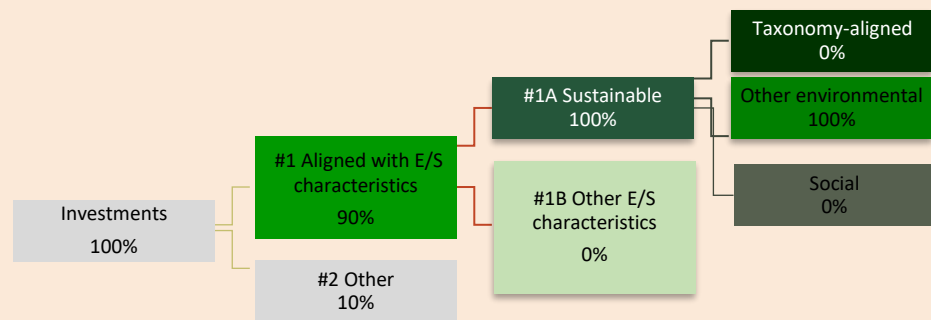 Investments
100%
#1 Aligned with E/S
characteristics
90%
#2 Other
10%
#1A Sustainable
100%
#1B Other E/S
characteristics
0%
Taxonomy-aligned
0%
Other environmental
100%
Social
0%